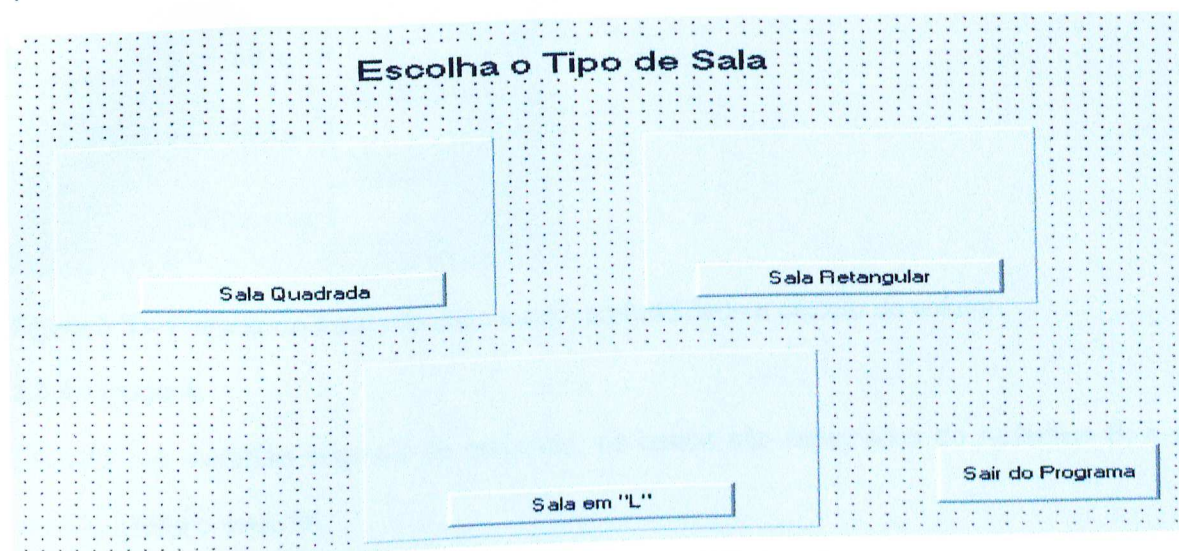 Escolha o Tipo de Sala
Sala Quadrada
Sala Retangular
Sala em "L"
Sair do Programa